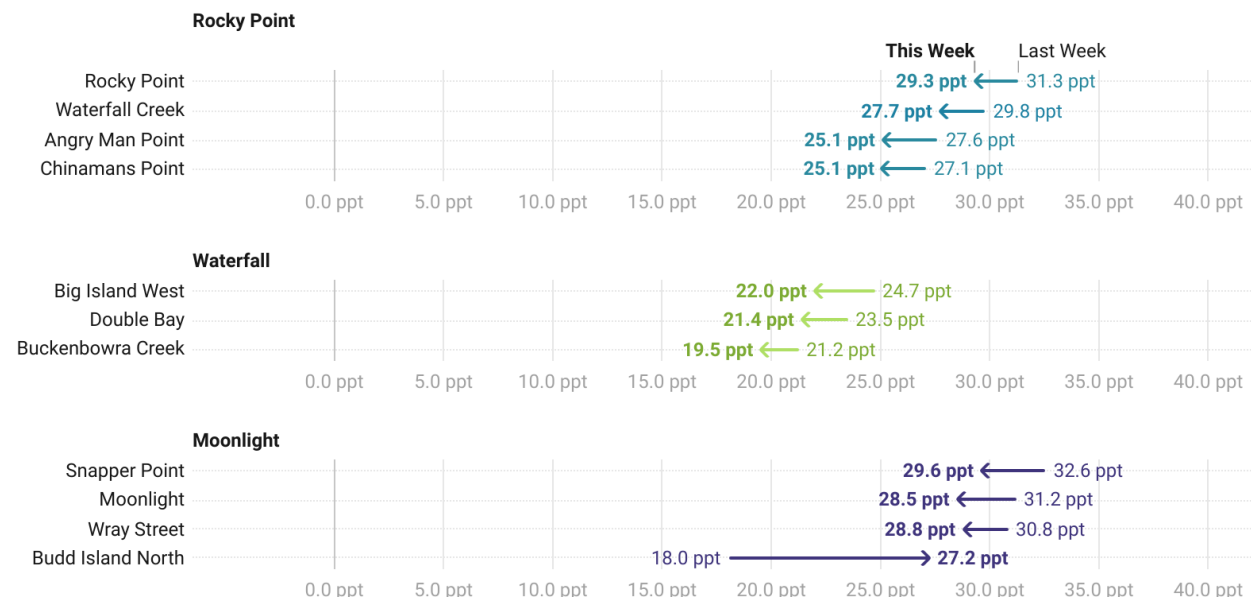 Rocky Point
This Week Last Week
Rocky Point 29.3 ppt 31.3 ppt
Waterfall Creek 27.7 ppt 29.8 ppt
Angry Man Point 25.1 ppt 27.6 ppt
Chinamans Point 25.1 ppt 27.1 ppt
0.0 ppt 5.0 ppt 10.0 ppt 15.0 ppt 20.0 ppt 25.0 ppt 30.0 ppt 35.0 ppt 40.0 ppt
Waterfall
Big Island West 22.0 ppt 24.7 ppt
Double Bay 21.4 ppt 23.5 ppt
Buckenbowra Creek 19.5 ppt 21.2 ppt
0.0 ppt 5.0 ppt 10.0 ppt 15.0 ppt 20.0 ppt 25.0 ppt 30.0 ppt 35.0 ppt 40.0 ppt
Moonlight
Snapper Point 29.6 ppt 32.6 ppt
Moonlight 28.5 ppt 31.2 ppt
Wray Street 28.8 ppt 30.8 ppt
Budd Island North 18.0 ppt 27.2 ppt
0.0 ppt 5.0 ppt 10.0 ppt 15.0 ppt 20.0 ppt 25.0 ppt 30.0 ppt 35.0 ppt 40.0 ppt